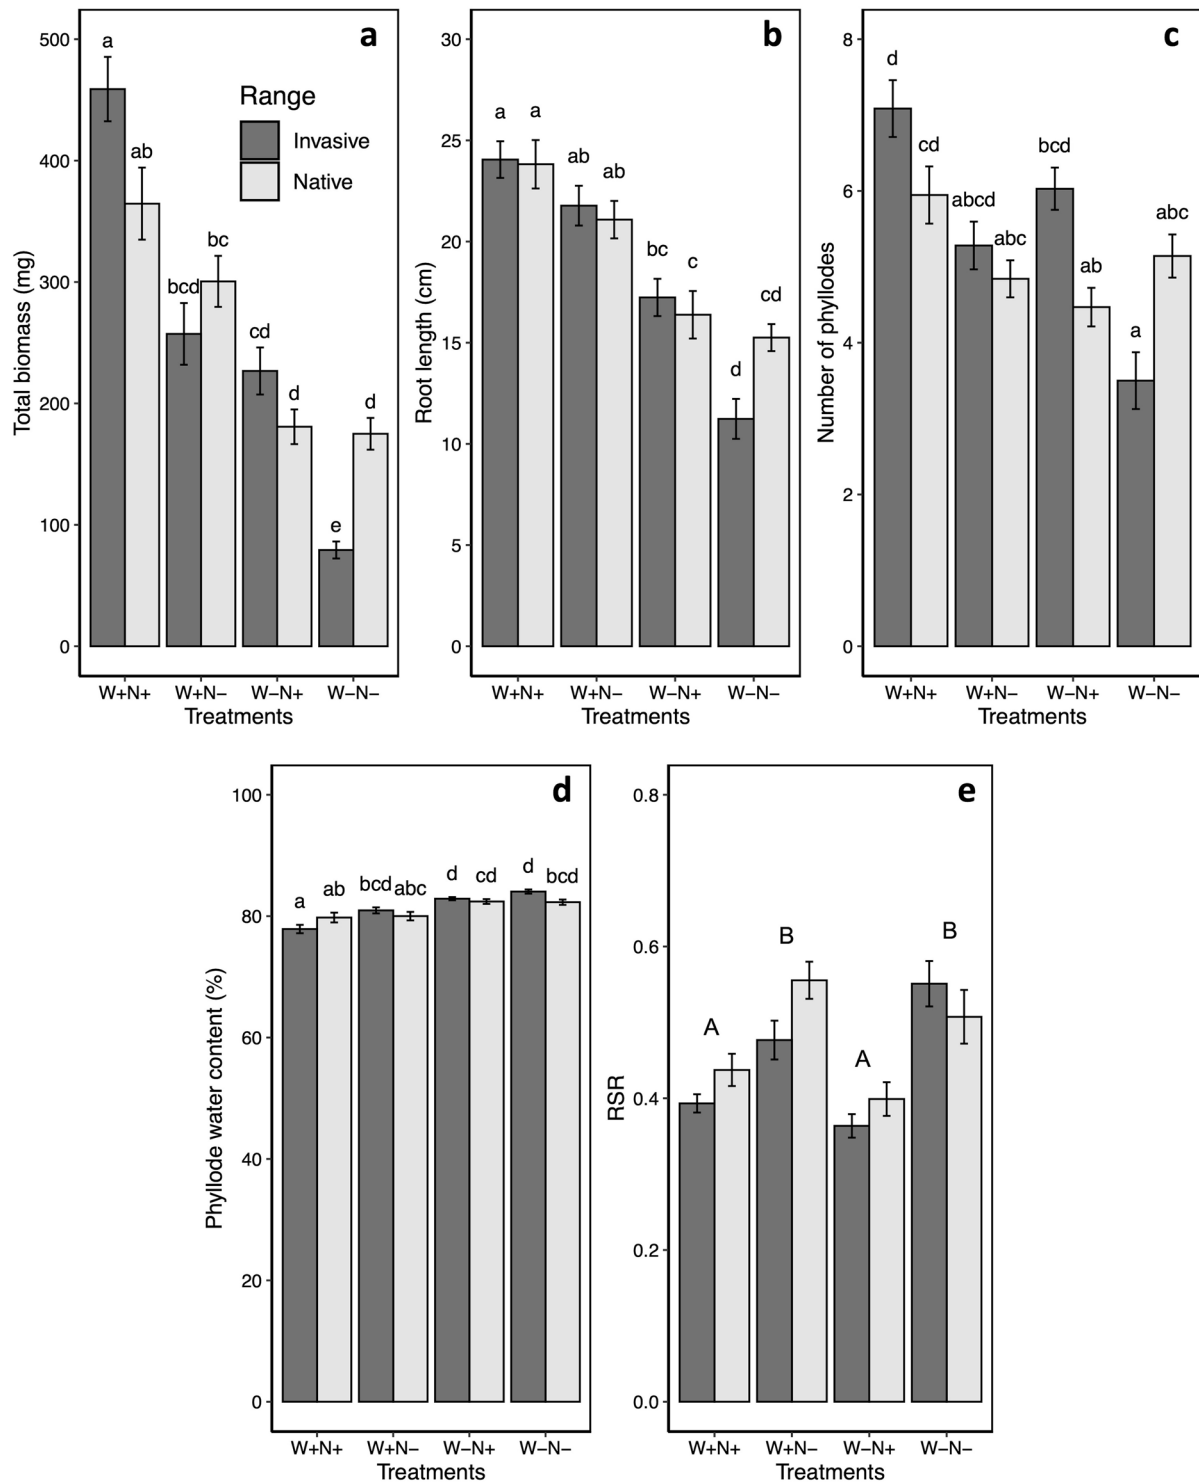 a
500
400
300
200
100
0
Total biomass (mg)
Range
Invasive
Native
a
ab
bcd
bc
cd
d
e
d
W+N+ W+N− W−N+ W−N−
Treatments
b
30
25
20
15
10
5
0
Root length (cm)
a
a
ab
ab
bc
c
d
cd
W+N+ W+N− W−N+ W−N−
Treatments
c
8
6
4
2
0
Number of phyllodes
d
cd
abcd
abc
bcd
ab
a
abc
W+N+ W+N− W−N+ W−N−
Treatments
d
100
80
60
40
20
0
Phyllode water content (%)
a
ab
bcd
abc
d
cd
d
bcd
W+N+ W+N− W−N+ W−N−
Treatments
e
0.8
0.6
0.4
0.2
0.0
RSR
A
B
A
B
W+N+ W+N− W−N+ W−N−
Treatments